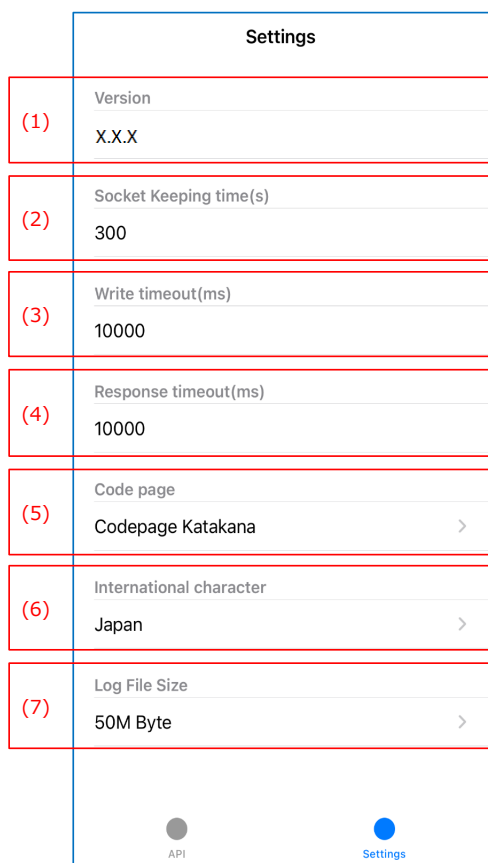 Settings
(1)
Version
X.X.X
(2)
Socket Keeping time(s)
300
(3)
Write timeout(ms)
10000
(4)
Response timeout(ms)
10000
(5)
Code page
Codepage Katakana
(6)
International character
Japan
(7)
Log File Size
50M Byte
API
Settings